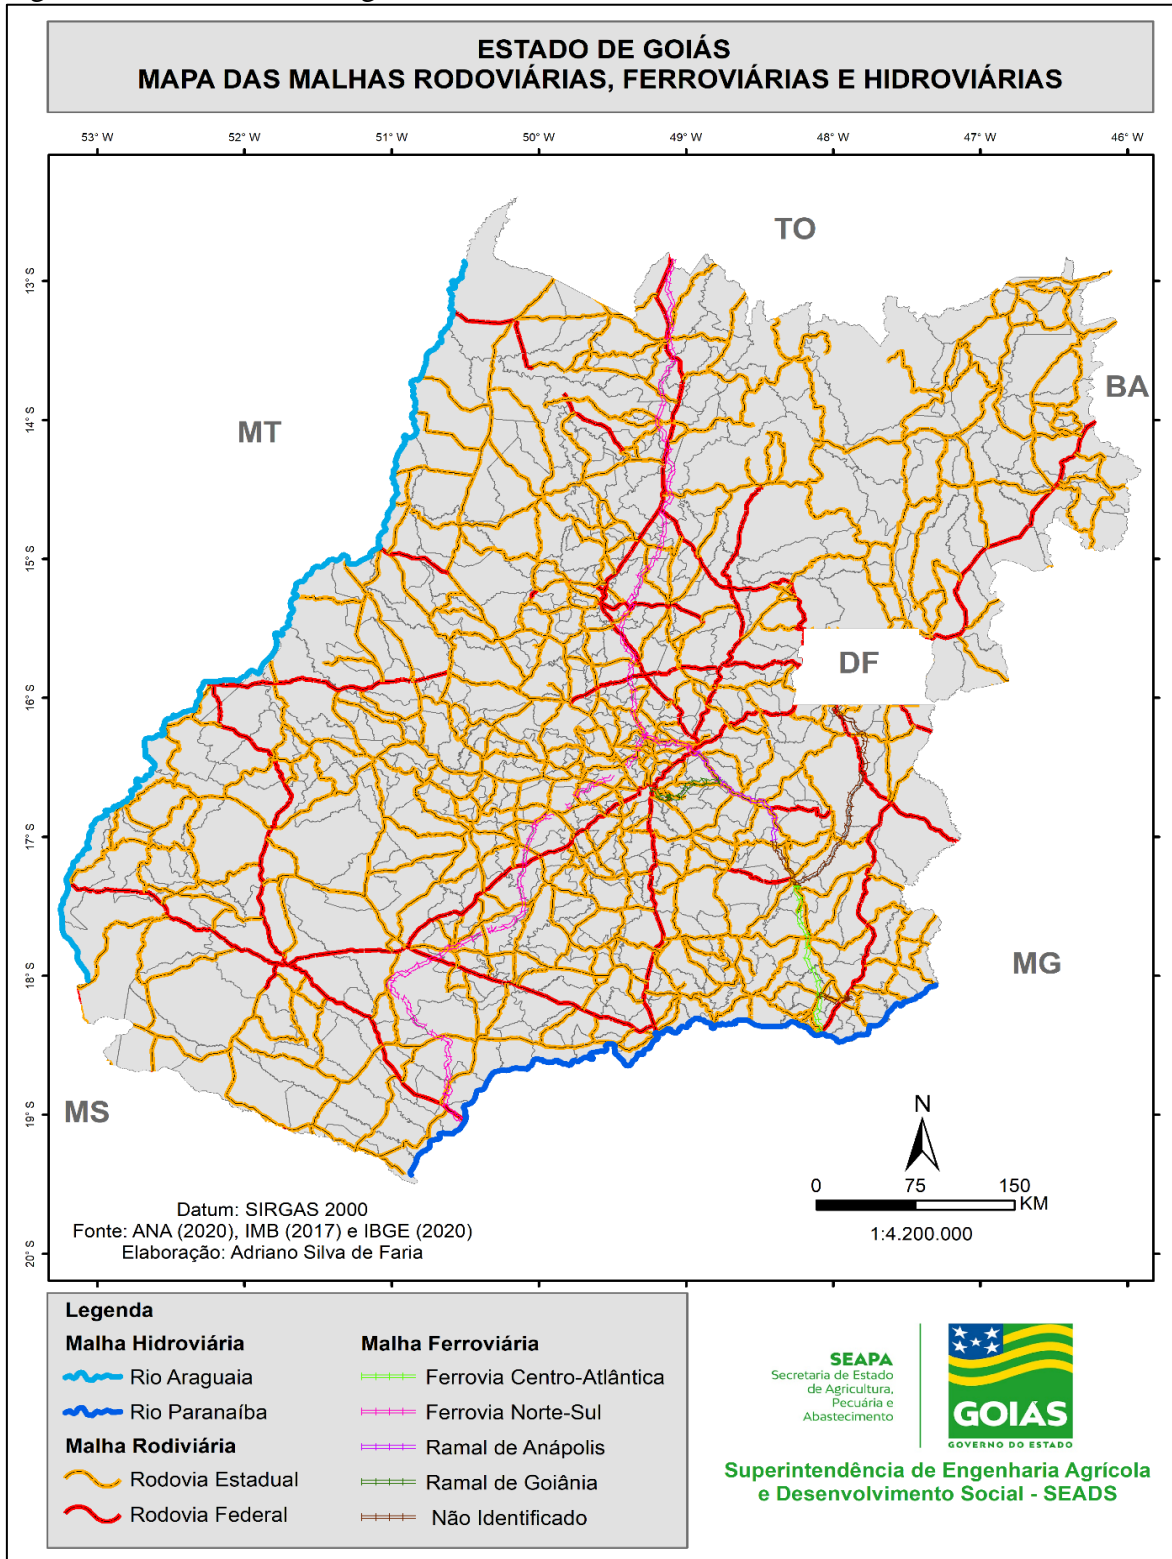 ESTADO DE GOIÁS
MAPA DAS MALHAS RODOVIÁRIAS, FERROVIÁRIAS E HIDROVIÁRIAS
53° W
52° W
51° W
50° W
49° W
48° W
47° W
46° W
13° S
14° S
15° S
16° S
17° S
18° S
19° S
20° S
TO
BA
MT
DF
MG
MS
N
0 75 150
KM
1:4.200.000
Datum: SIRGAS 2000
Fonte: ANA (2020), IMB (2017) e IBGE (2020)
Elaboração: Adriano Silva de Faria
Legenda
Malha Hidroviária
Rio Araguaia
Rio Paranaíba
Malha Rodiviária
Rodovia Estadual
Rodovia Federal
Malha Ferroviária
Ferrovia Centro-Atlântica
Ferrovia Norte-Sul
Ramal de Anápolis
Ramal de Goiânia
Não Identificado
SEAPA
Secretaria de Estado
de Agricultura,
Pecuária e
Abastecimento
GOIÁS
GOVERNO DO ESTADO
Superintendência de Engenharia Agrícola
e Desenvolvimento Social - SEADS